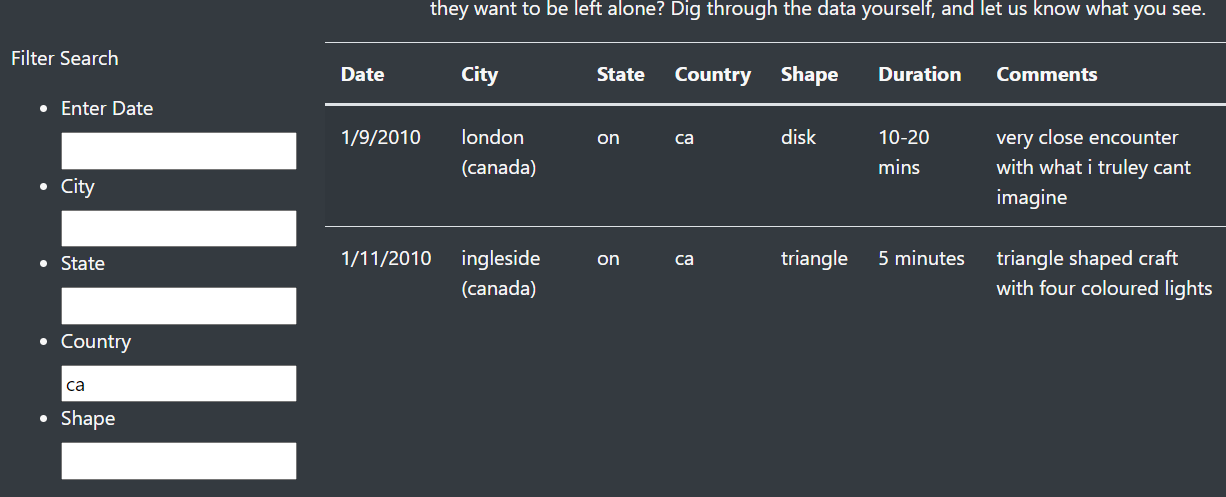 they want to be left alone? Dig through the data yourself, and let us know what you see.
Filter Search
Enter Date
City
State
Country
ca
Shape
Date City State Country Shape Duration Comments
1/9/2010 london on ca disk 10-20 very close encounter
(canada) mins with what i truley cant
imagine
1/11/2010 ingleside on ca triangle 5 minutes triangle shaped craft
(canada) with four coloured lights